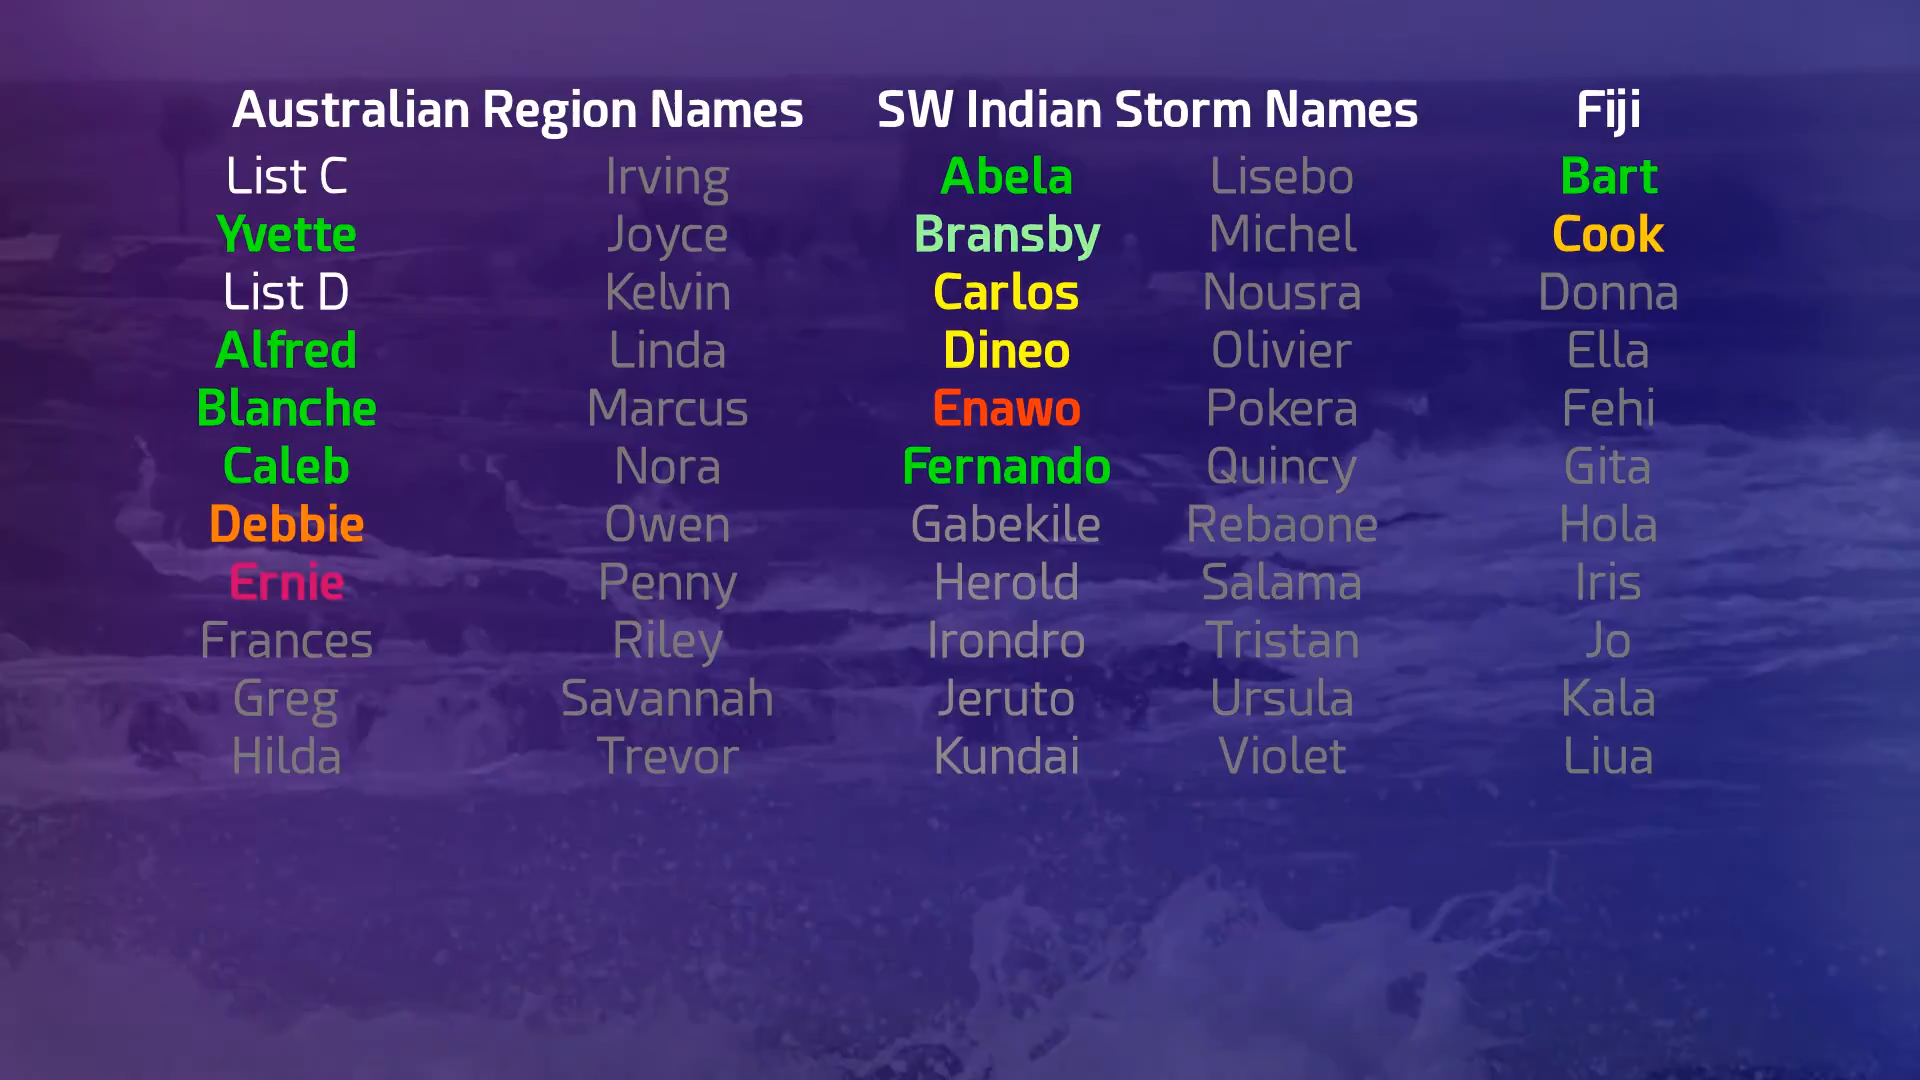 Australian Region Names
List C
Yvette
List D
Alfred
Blanche
Caleb
Debbie
Ernie
Frances
Greg
Hilda
Irving
Joyce
Kelvin
Linda
Marcus
Nora
Owen
Penny
Riley
Savannah
Trevor
SW Indian Storm Names
Abela
Bransby
Carlos
Dineo
Enawo
Fernando
Gabekile
Herold
Irondro
Jeruto
Kundai
Lisebo
Michel
Nousra
Olivier
Pokera
Quincy
Rebaone
Salama
Tristan
Ursula
Violet
Fiji
Bart
Cook
Donna
Ella
Fehi
Gita
Hola
Iris
Jo
Kala
Liua